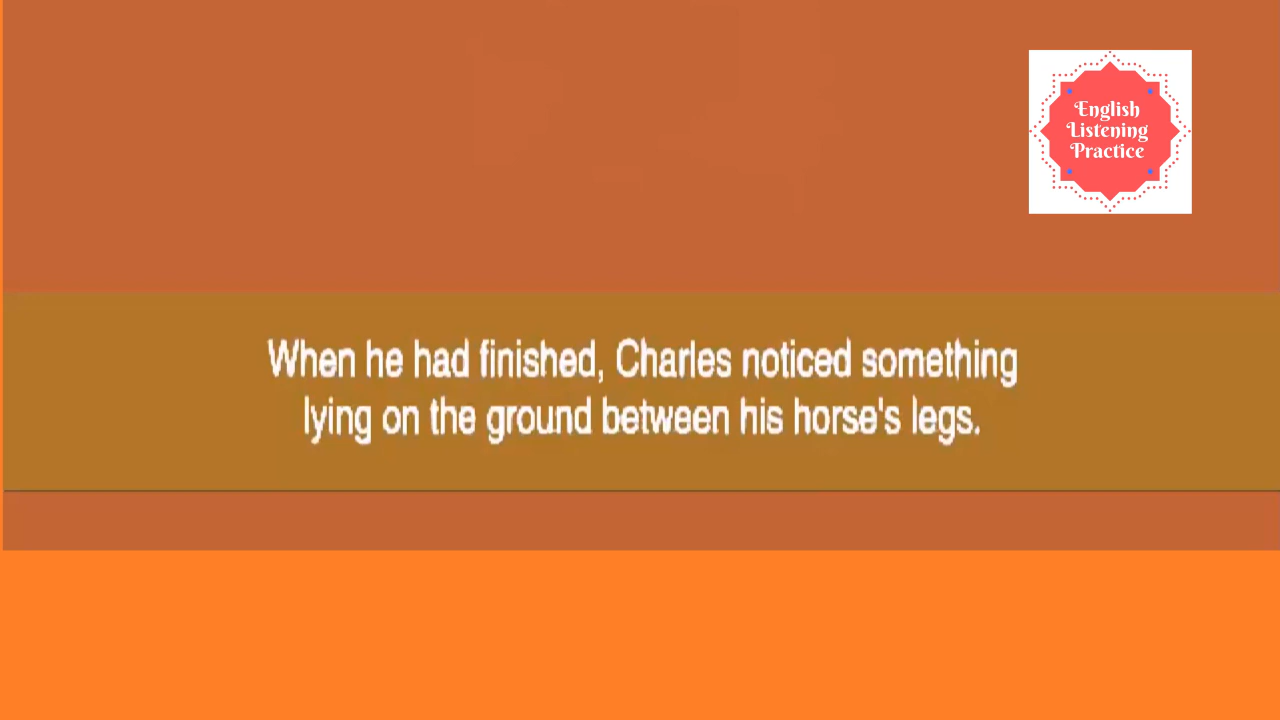 English
Listening
Practice
When he had finished, Charles noticed something
lying on the ground between his horse's legs.